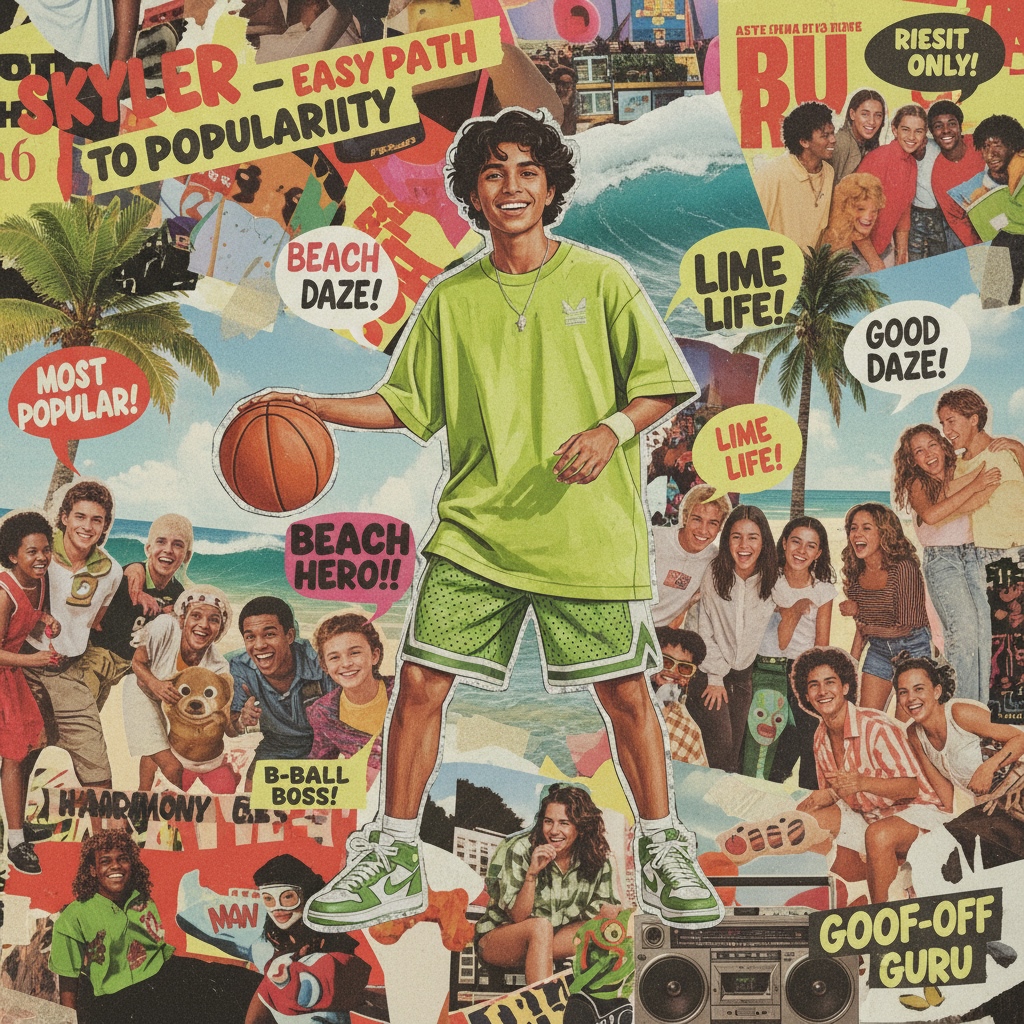 SKYLER – EASY PATH
TO POPULARIITY
RIESIT
ONLY!
RU
BEACH
DAZE!
LIME
LIFE!
GOOD
DAZE!
MOST
POPULAR!
LIME
LIFE!
BEACH
HERO!!
B-BALL
BOSS!
MAN
GOOF-OFF
GURU